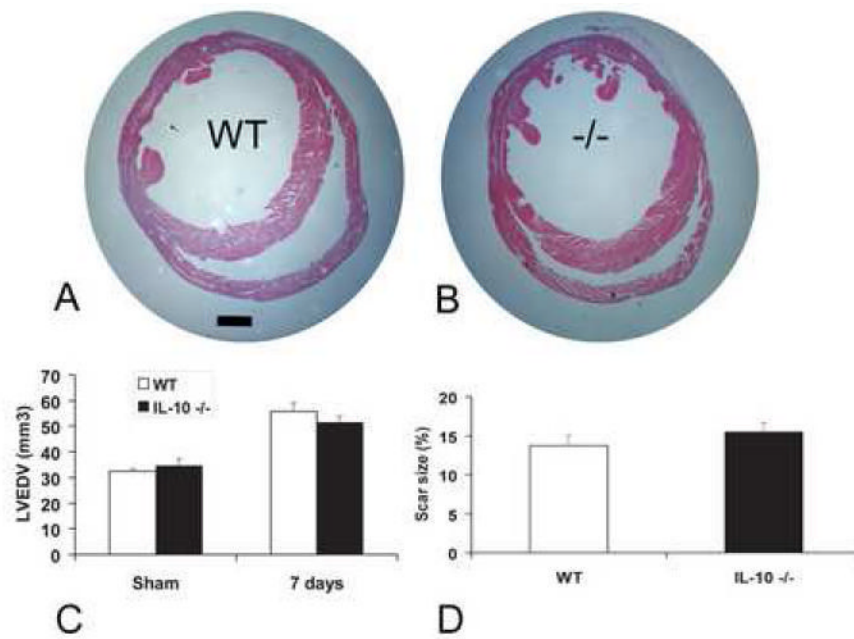 WT
-/-
A
B
70
60
50
40
30
20
10
0
LVEDV (mm3)
WT
IL-10 -/-
Sham
7 days
C
20
15
10
5
0
Scar size (%)
WT
IL-10 -/-
D